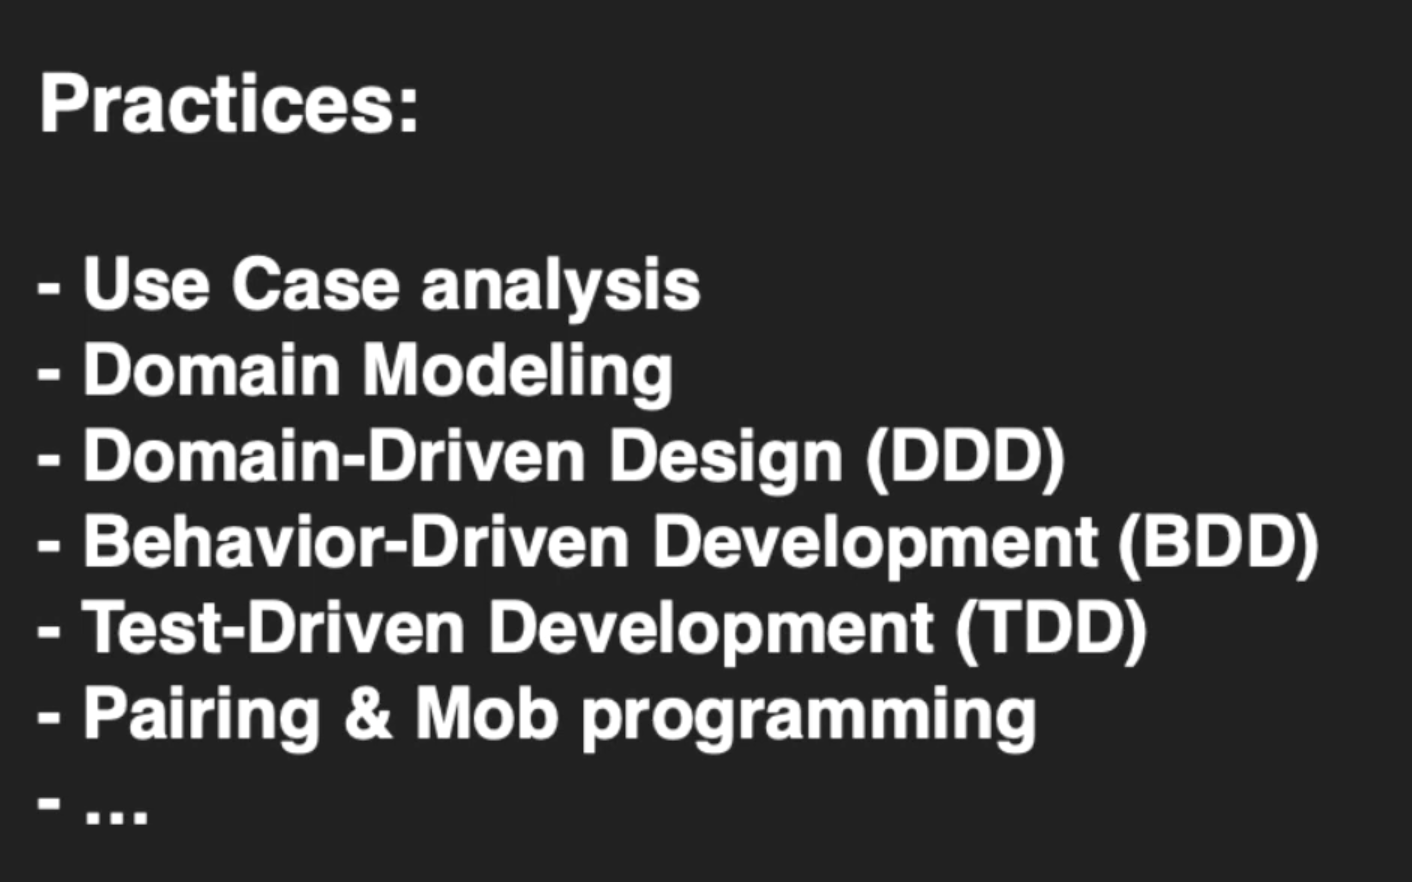 Practices:
- Use Case analysis
- Domain Modeling
- Domain-Driven Design (DDD)
- Behavior-Driven Development (BDD)
- Test-Driven Development (TDD)
- Pairing & Mob programming
- ...